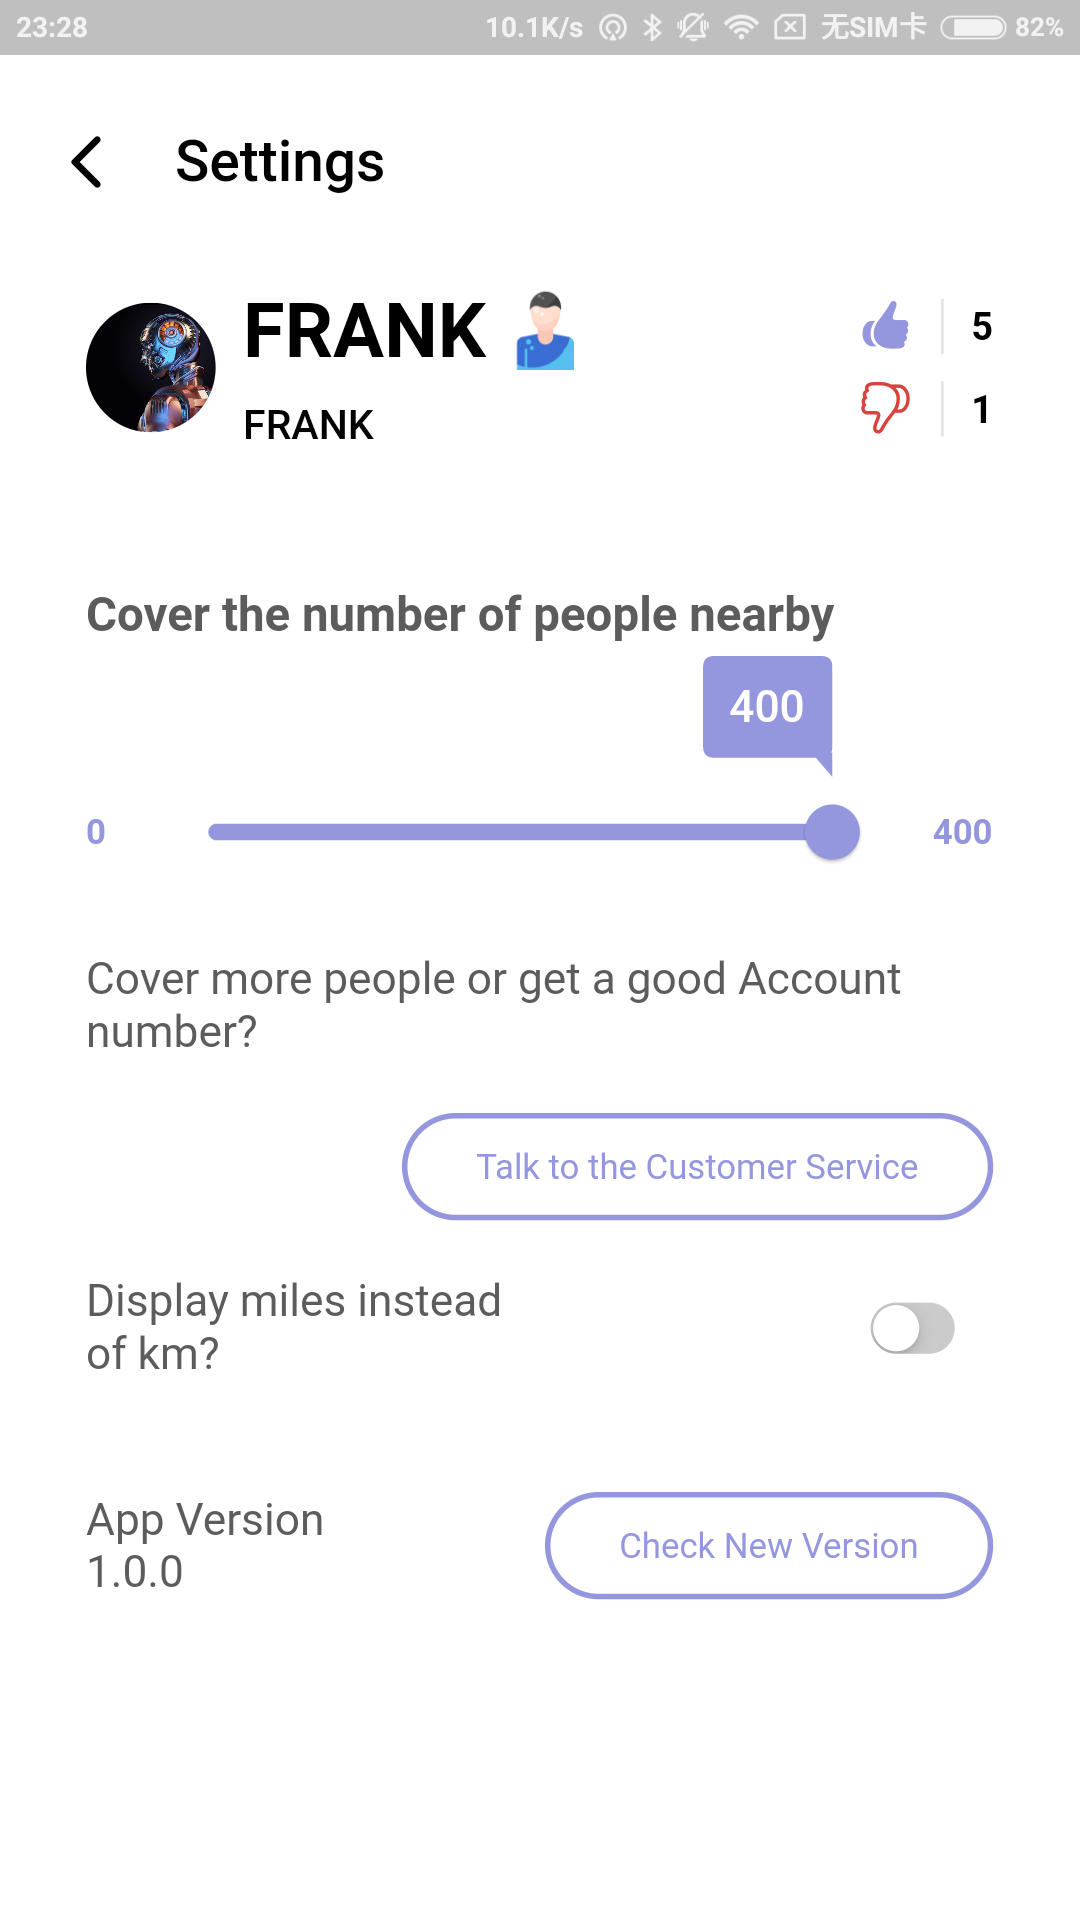 23:28 10.1K/s 无SIM卡 82%
Settings
FRANK
5
FRANK
1
Cover the number of people nearby
400
0 400
Cover more people or get a good Account
number?
Talk to the Customer Service
Display miles instead
of km?
App Version
1.0.0
Check New Version